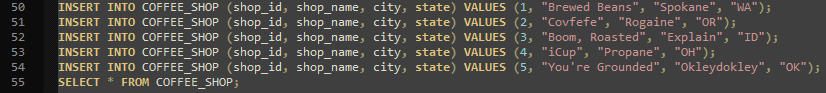 50 INSERT INTO COFFEE_SHOP (shop_id, shop_name, city, state) VALUES (1, "Brewed Beans", "Spokane", "WA");
51 INSERT INTO COFFEE_SHOP (shop_id, shop_name, city, state) VALUES (2, "Covfefe", "Rogaine", "OR");
52 INSERT INTO COFFEE_SHOP (shop_id, shop_name, city, state) VALUES (3, "Boom, Roasted", "Explain", "ID");
53 INSERT INTO COFFEE_SHOP (shop_id, shop_name, city, state) VALUES (4, "iCup", "Propane", "OH");
54 INSERT INTO COFFEE_SHOP (shop_id, shop_name, city, state) VALUES (5, "You're Grounded", "Okleydokley", "OK");
55 SELECT * FROM COFFEE_SHOP;